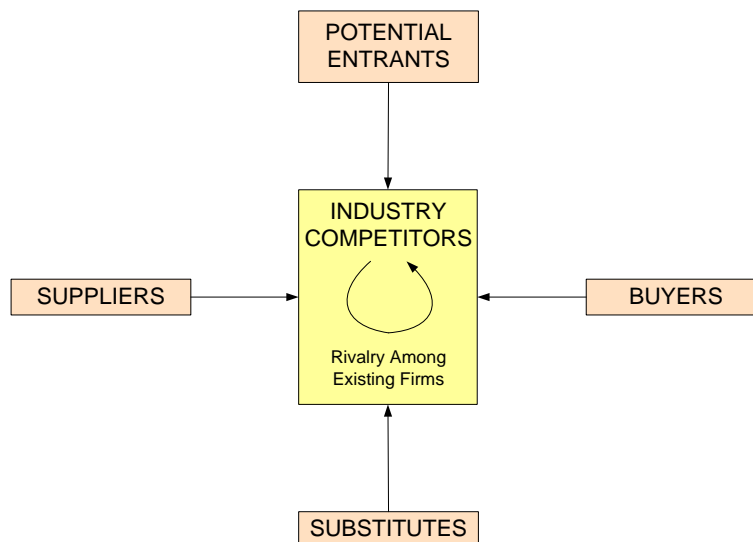 POTENTIAL
ENTRANTS
INDUSTRY
COMPETITORS
SUPPLIERS
BUYERS
Rivalry Among
Existing Firms
SUBSTITUTES